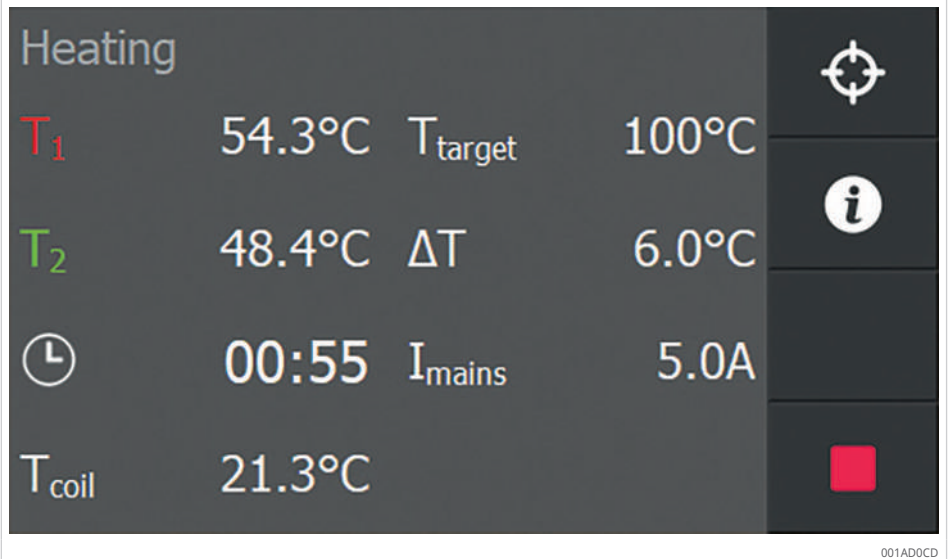 Heating
T1 54.3°C Ttarget 100°C
T2 48.4°C ΔT 6.0°C
00:55 Imains 5.0A
Tcoil 21.3°C
i
001AD0CD